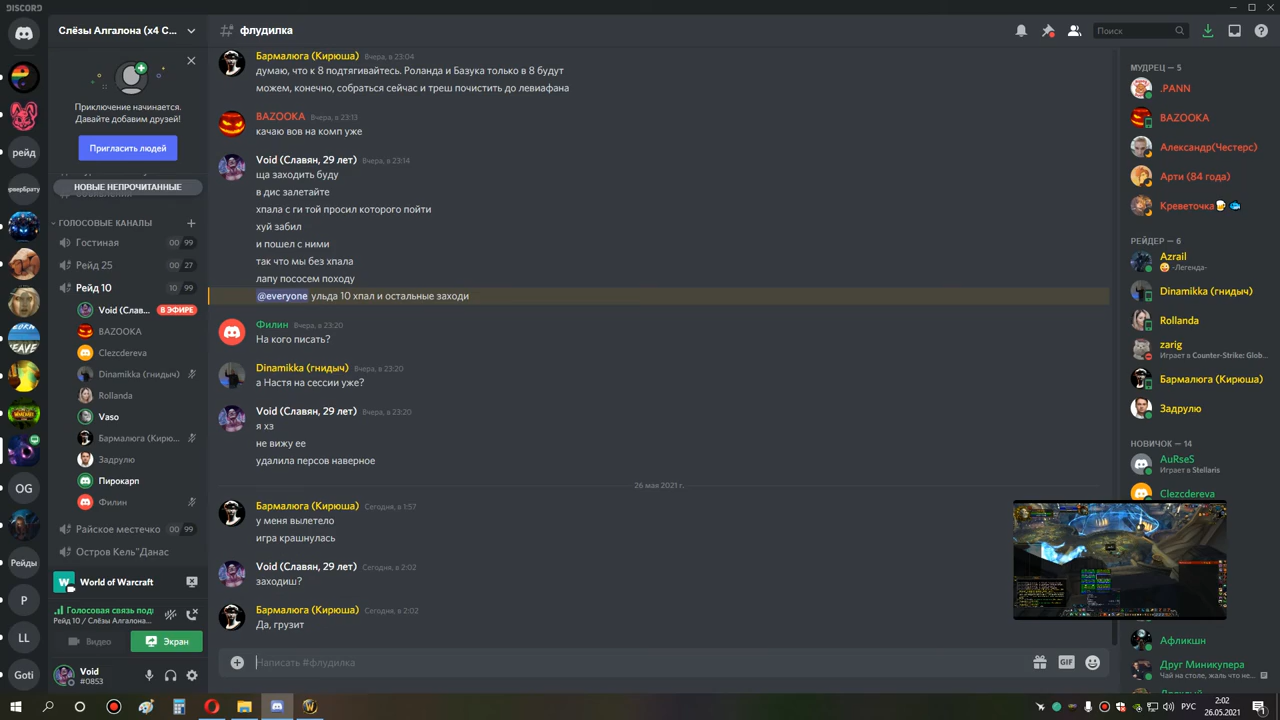 DISCORD
Слёзы Алгалона (x4 С...
Приключение начинается.
Давайте добавим друзей!
Пригласить людей
НОВЫЕ НЕПРОЧИТАННЫЕ
ГОЛОСОВЫЕ КАНАЛЫ
Гостиная 00 99
Рейд 25 00 27
Рейд 10 10 99
Void (Слав... В ЭФИРЕ
BAZOOKA
Clezcdereva
Dinamikka (гнидыч)
Rollanda
Vaso
Бармалюга (Кирю...
Задрулю
Пирокарп
Филин
Райское местечко 00 99
Остров Кель"Данас
World of Warcraft
Голосовая связь под
Рейд 10 / Слёзы Алгалона...
Видео
Экран
Void
#0853
рейд
ерверБрату
OG
Рейды
P
LL
Goti
флудилка
Поиск
Бармалюга (Кирюша) Вчера, в 23:04
думаю, что к 8 подтягивайтесь. Роланда и Базука только в 8 будут
можем, конечно, собраться сейчас и треш почистить до левиафана
BAZOOKA Вчера, в 23:13
качаю вов на комп уже
Void (Славян, 29 лет) Вчера, в 23:14
ща заходить буду
в дис залетайте
хпала с ги той просил которого пойти
хуй забил
и пошел с ними
так что мы без хпала
лапу пососем походу
@everyone ульда 10 хпал и остальные заходи
Филин Вчера, в 23:20
На кого писать?
Dinamikka (гнидыч) Вчера, в 23:20
а Настя на сессии уже?
Void (Славян, 29 лет) Вчера, в 23:20
я хз
не вижу ее
удалила персов наверное
26 мая 2021 г.
Бармалюга (Кирюша) Сегодня, в 1:57
у меня вылетело
игра крашнулась
Void (Славян, 29 лет) Сегодня, в 2:02
заходиш?
Бармалюга (Кирюша) Сегодня, в 2:02
Да, грузит
Написать #флудилка
GIF
МУДРЕЦ — 5
.PANN
BAZOOKA
Александр(Честерс)
Арти (84 года)
Креветочка
РЕЙДЕР — 6
Azrail
-Легенда-
Dinamikka (гнидыч)
Rollanda
zarig
Играет в Counter-Strike: Glob...
Бармалюга (Кирюша)
Задрулю
НОВИЧОК — 14
AuRseS
Играет в Stellaris
Clezcdereva
Афликшн
Друг Миникупера
Чай на столе, жаль что не...
РУС
2:02
26.05.2021